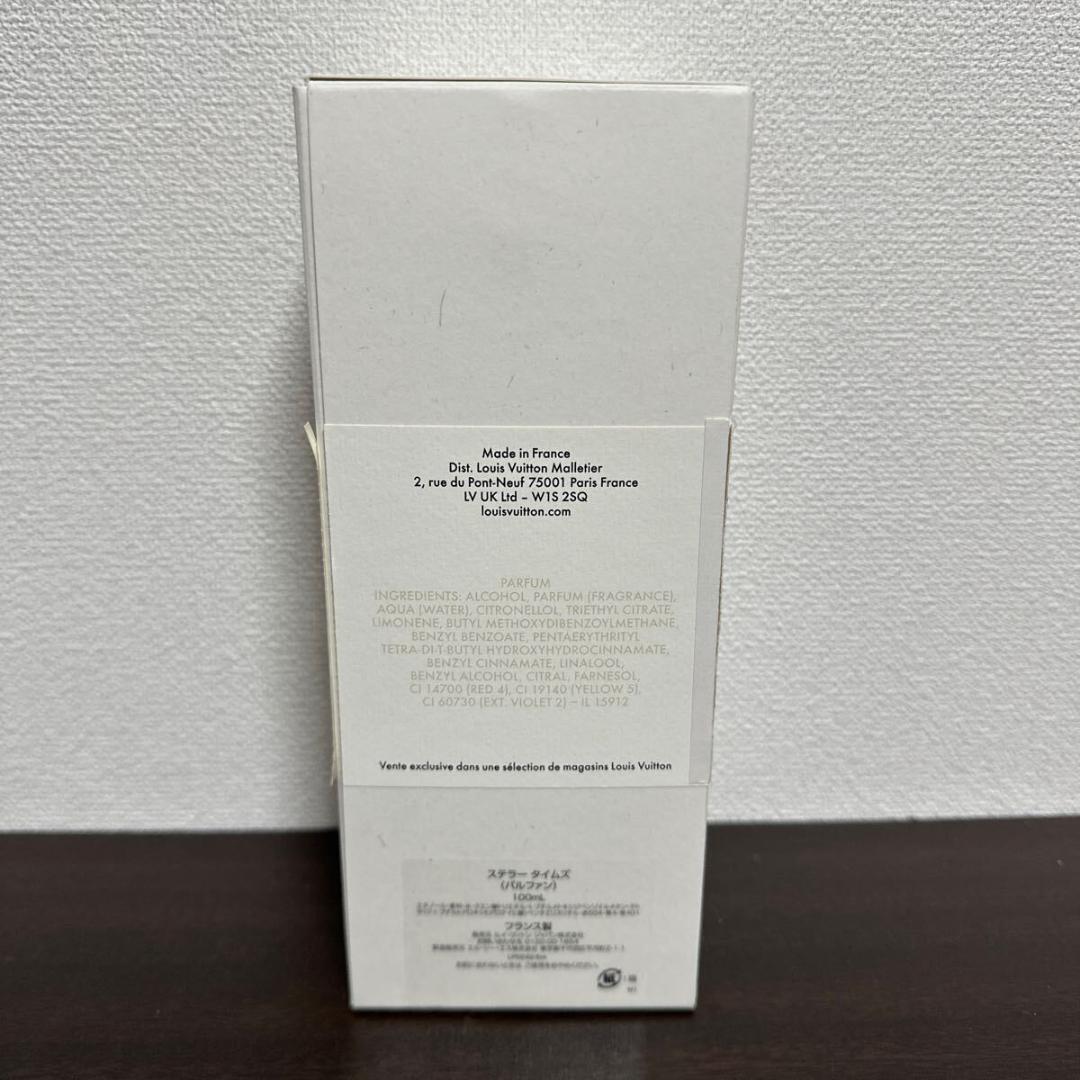 Made in France
Dist. Louis Vuitton Malletier
2, rue du Pont-Neuf 75001 Paris France
LV UK Ltd – W1S 2SQ
louisvuitton.com
PARFUM
INGREDIENTS: ALCOHOL, PARFUM (FRAGRANCE),
AQUA (WATER), CITRONELLOL, TRIETHYL CITRATE,
LIMONENE, BUTYL METHOXYDIBENZOYLMETHANE,
BENZYL BENZOATE, PENTAERYTHRITYL
TETRA-DI-T-BUTYL HYDROXYHYDROCINNAMATE,
BENZYL CINNAMATE, LINALOOL,
BENZYL ALCOHOL, CITRAL, FARNESOL,
CI 14700 (RED 4), CI 19140 (YELLOW 5),
CI 60730 (EXT. VIOLET 2) – IL 15912
Vente exclusive dans une sélection de magasins Louis Vuitton
ステラー タイムズ
(パルファン)
100mL
フランス製